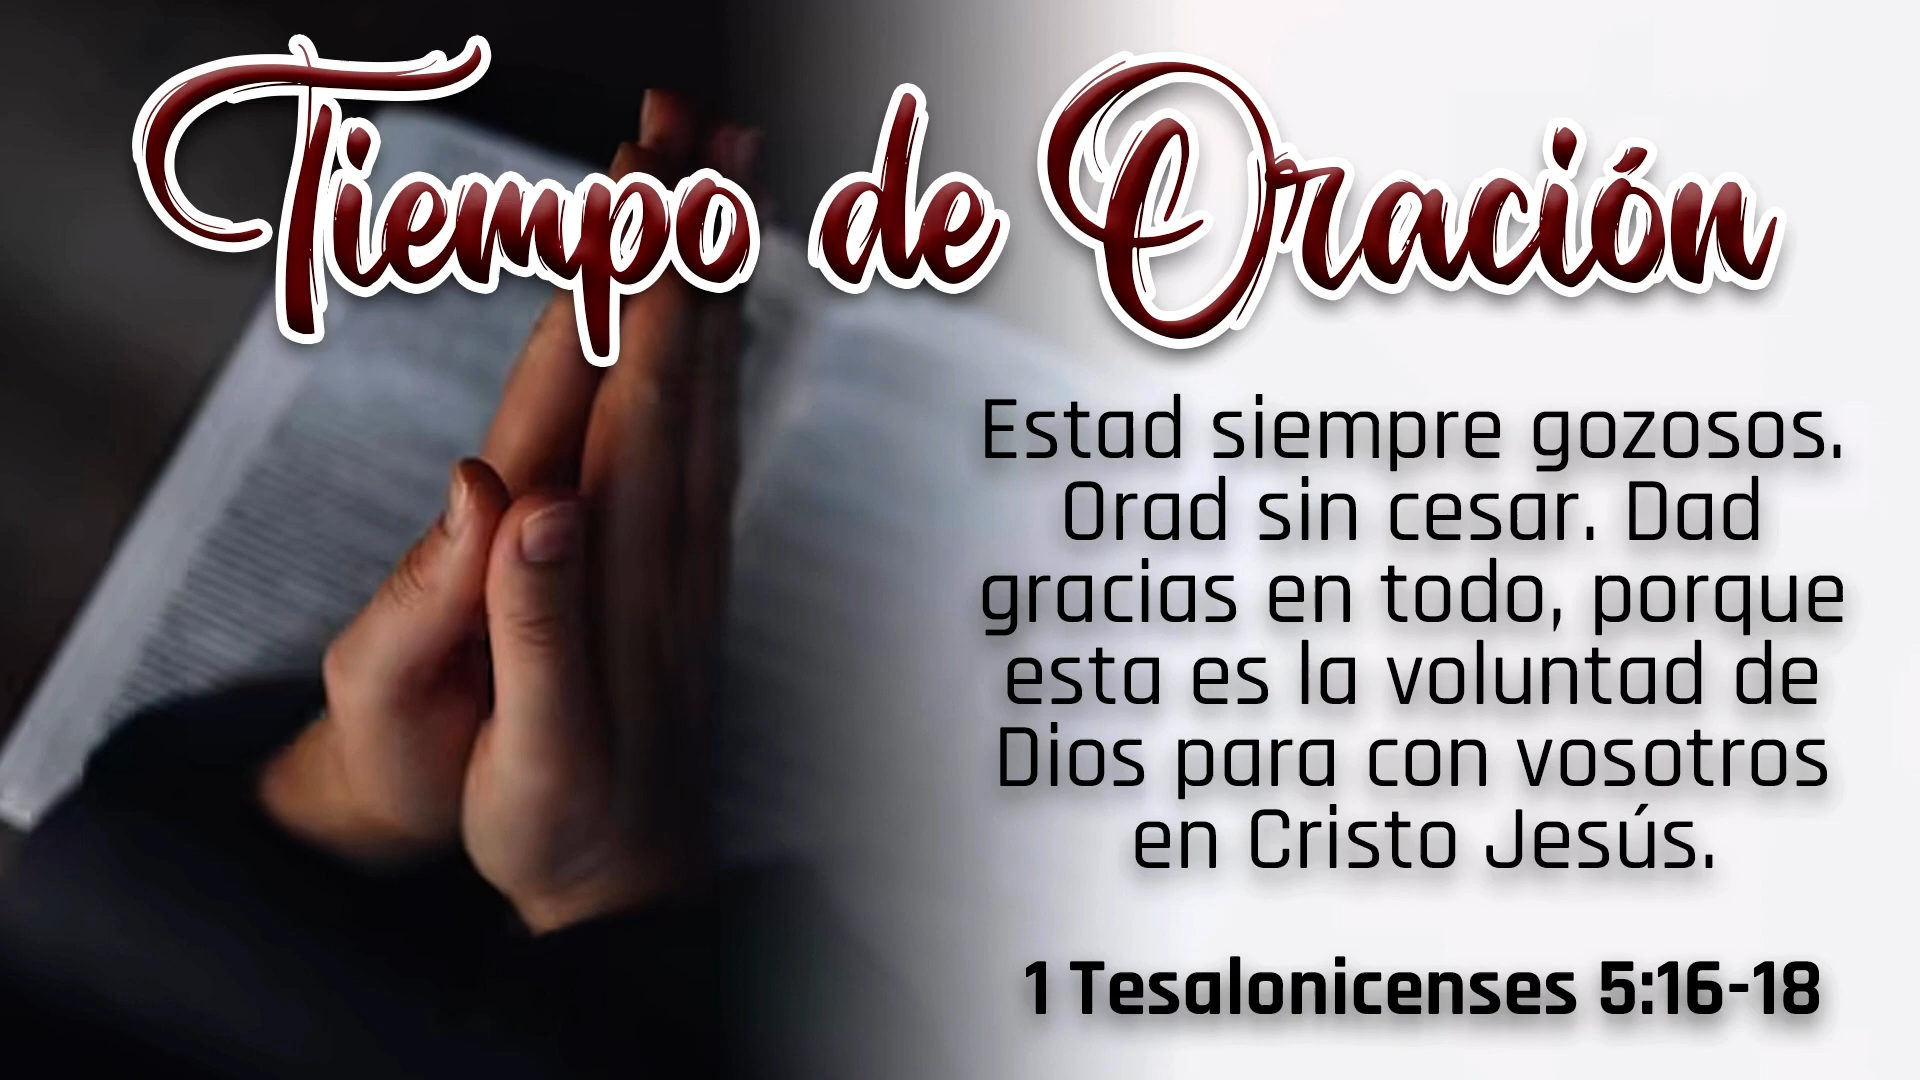 Tiempo de Oración
Estad siempre gozosos.
Orad sin cesar. Dad
gracias en todo, porque
esta es la voluntad de
Dios para con vosotros
en Cristo Jesús.
1 Tesalonicenses 5:16-18